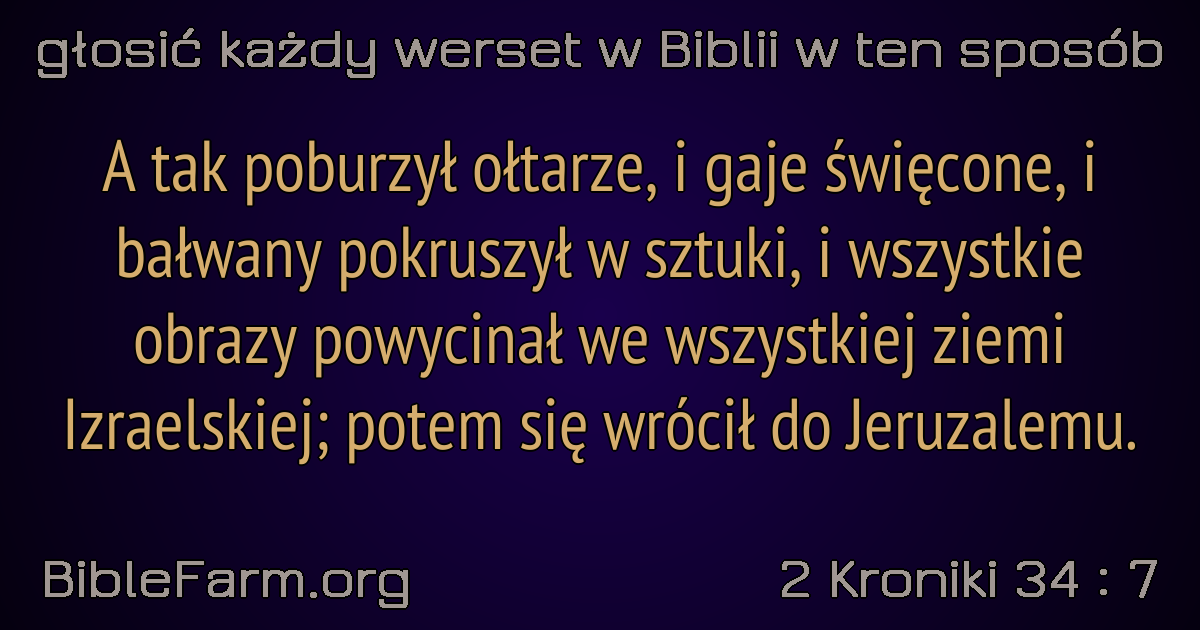 głosić każdy werset w Biblii w ten sposób
A tak poburzył ołtarze, i gaje święcone, i
bałwany pokruszył w sztuki, i wszystkie
obrazy powycinał we wszystkiej ziemi
Izraelskiej; potem się wrócił do Jeruzalemu.
BibleFarm.org
2 Kroniki 34 : 7